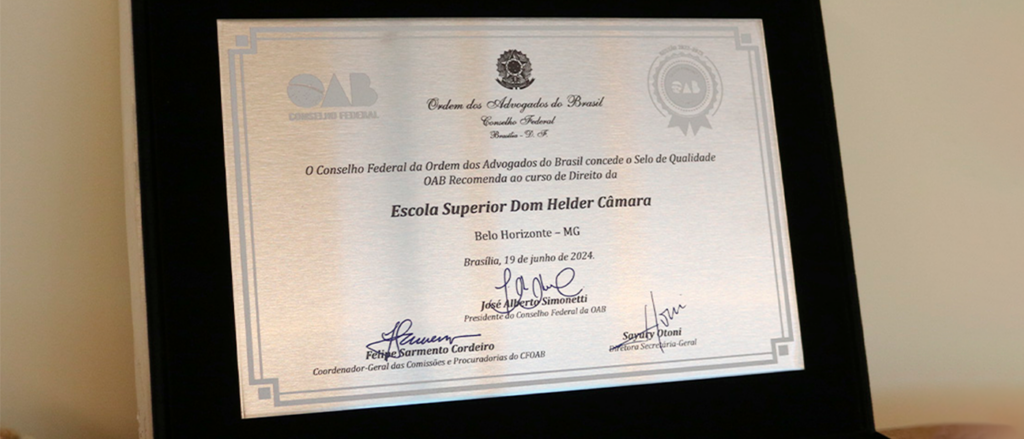 OAB
CONSELHO FEDERAL
OAB
Ordem dos Advogados do Brasil
Conselho Federal
Brasília - D. F.
O Conselho Federal da Ordem dos Advogados do Brasil concede o Selo de Qualidade
OAB Recomenda ao curso de Direito da
Escola Superior Dom Helder Câmara
Belo Horizonte – MG
Brasília, 19 de junho de 2024.
José Alberto Simonetti
Presidente do Conselho Federal da OAB
Felipe Sarmento Cordeiro
Coordenador-Geral das Comissões e Procuradorias do CFOAB
Sayury Otoni
Diretora Secretária-Geral